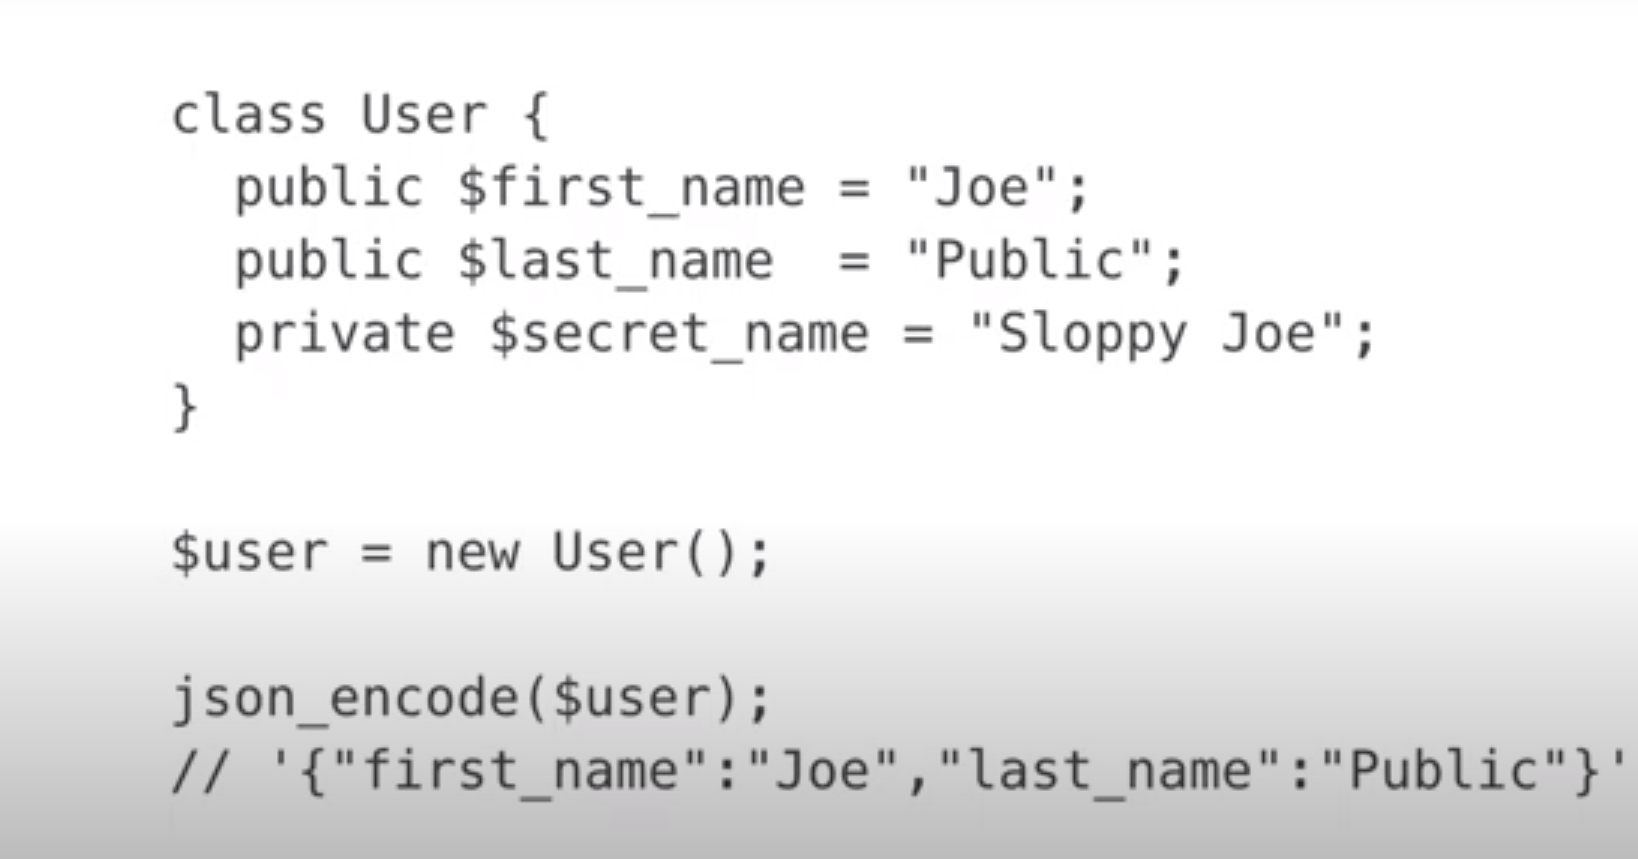 class User {
  public $first_name = "Joe";
  public $last_name  = "Public";
  private $secret_name = "Sloppy Joe";
}
$user = new User();
json_encode($user);
// '{"first_name":"Joe","last_name":"Public"}'